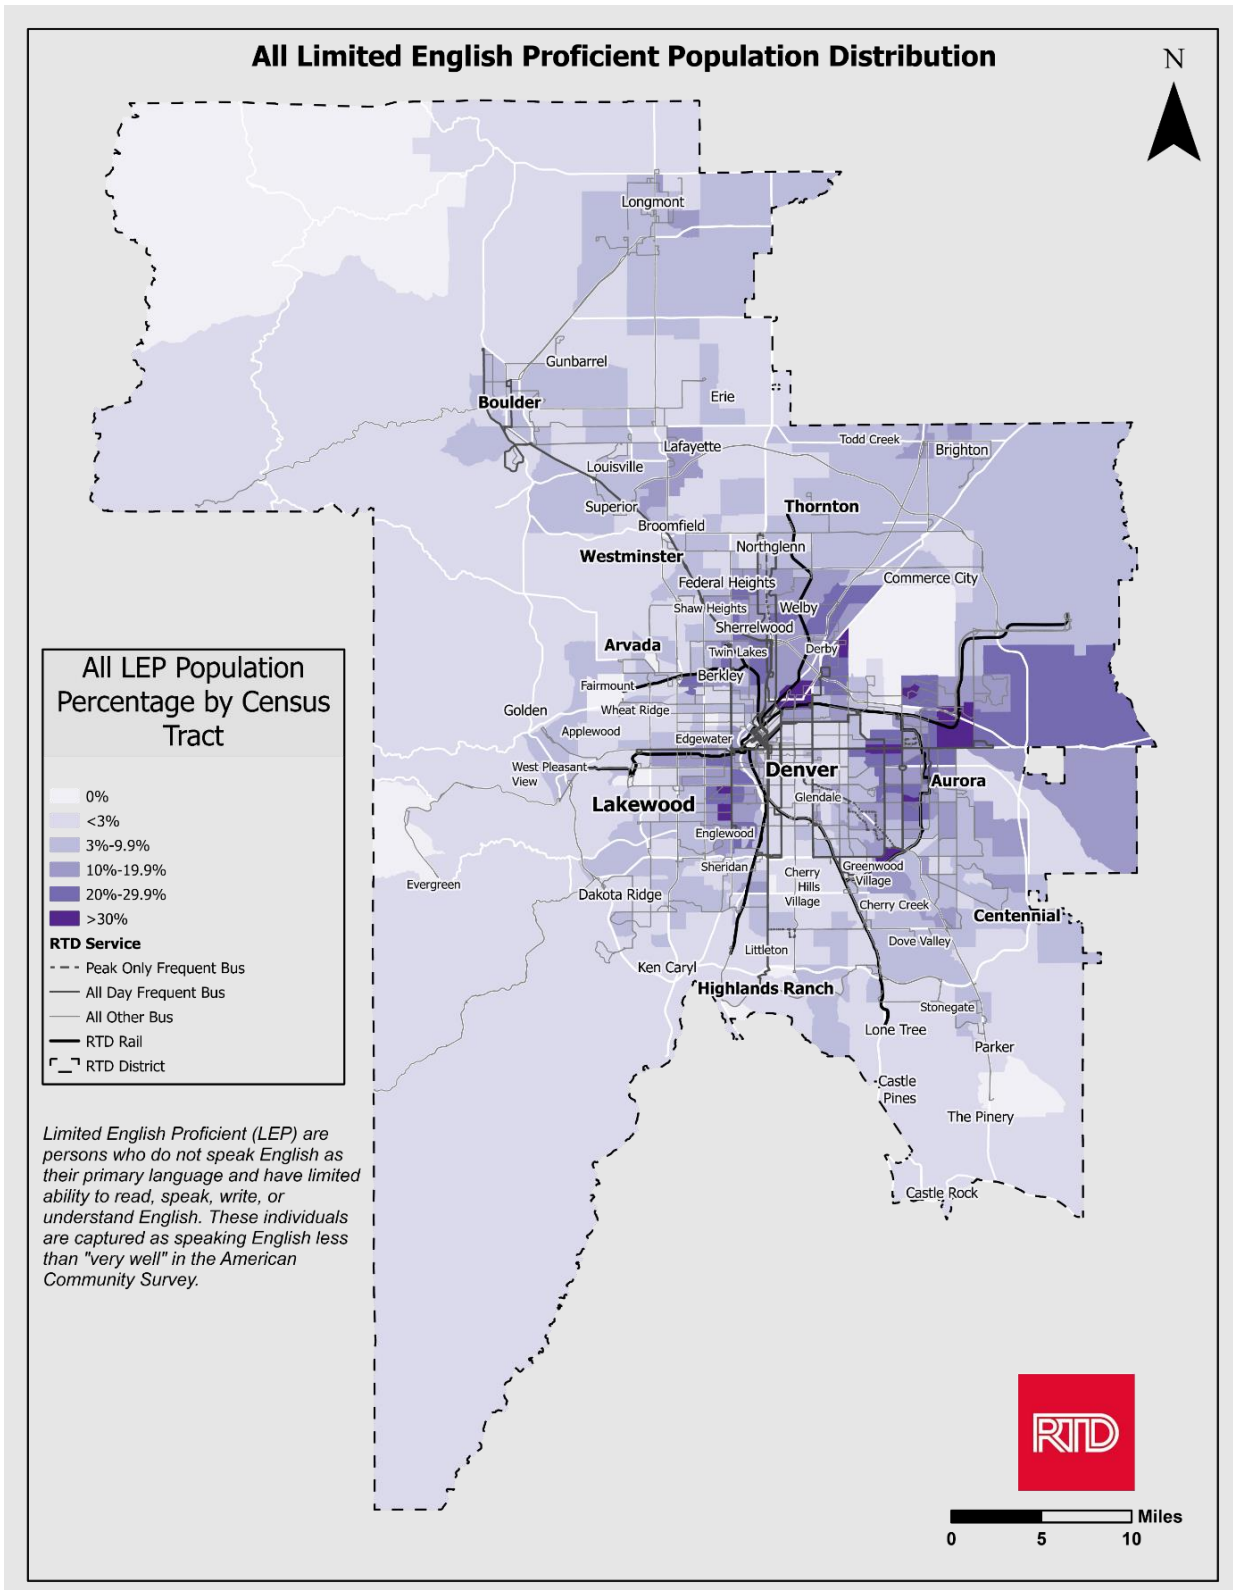 All Limited English Proficient Population Distribution
N
Longmont
Gunbarrel
Boulder
Erie
Lafayette
Todd Creek
Brighton
Louisville
Superior
Thornton
Broomfield
Westminster
Northglenn
Federal Heights
Commerce City
Shaw Heights
Welby
Sherrelwood
Arvada
Twin Lakes
Derby
Berkley
Fairmount
Golden
Wheat Ridge
Applewood
Edgewater
West Pleasant
View
Denver
Aurora
Lakewood
Glendale
Englewood
Sheridan
Greenwood
Village
Cherry
Hills
Village
Evergreen
Dakota Ridge
Cherry Creek
Centennial
Dove Valley
Littleton
Ken Caryl
Highlands Ranch
Stonegate
Lone Tree
Parker
Castle
Pines
The Pinery
Castle Rock
All LEP Population
Percentage by Census
Tract
0%
<3%
3%-9.9%
10%-19.9%
20%-29.9%
>30%
RTD Service
Peak Only Frequent Bus
All Day Frequent Bus
All Other Bus
RTD Rail
RTD District
Limited English Proficient (LEP) are
persons who do not speak English as
their primary language and have limited
ability to read, speak, write, or
understand English. These individuals
are captured as speaking English less
than "very well" in the American
Community Survey.
RTD
Miles
0 5 10